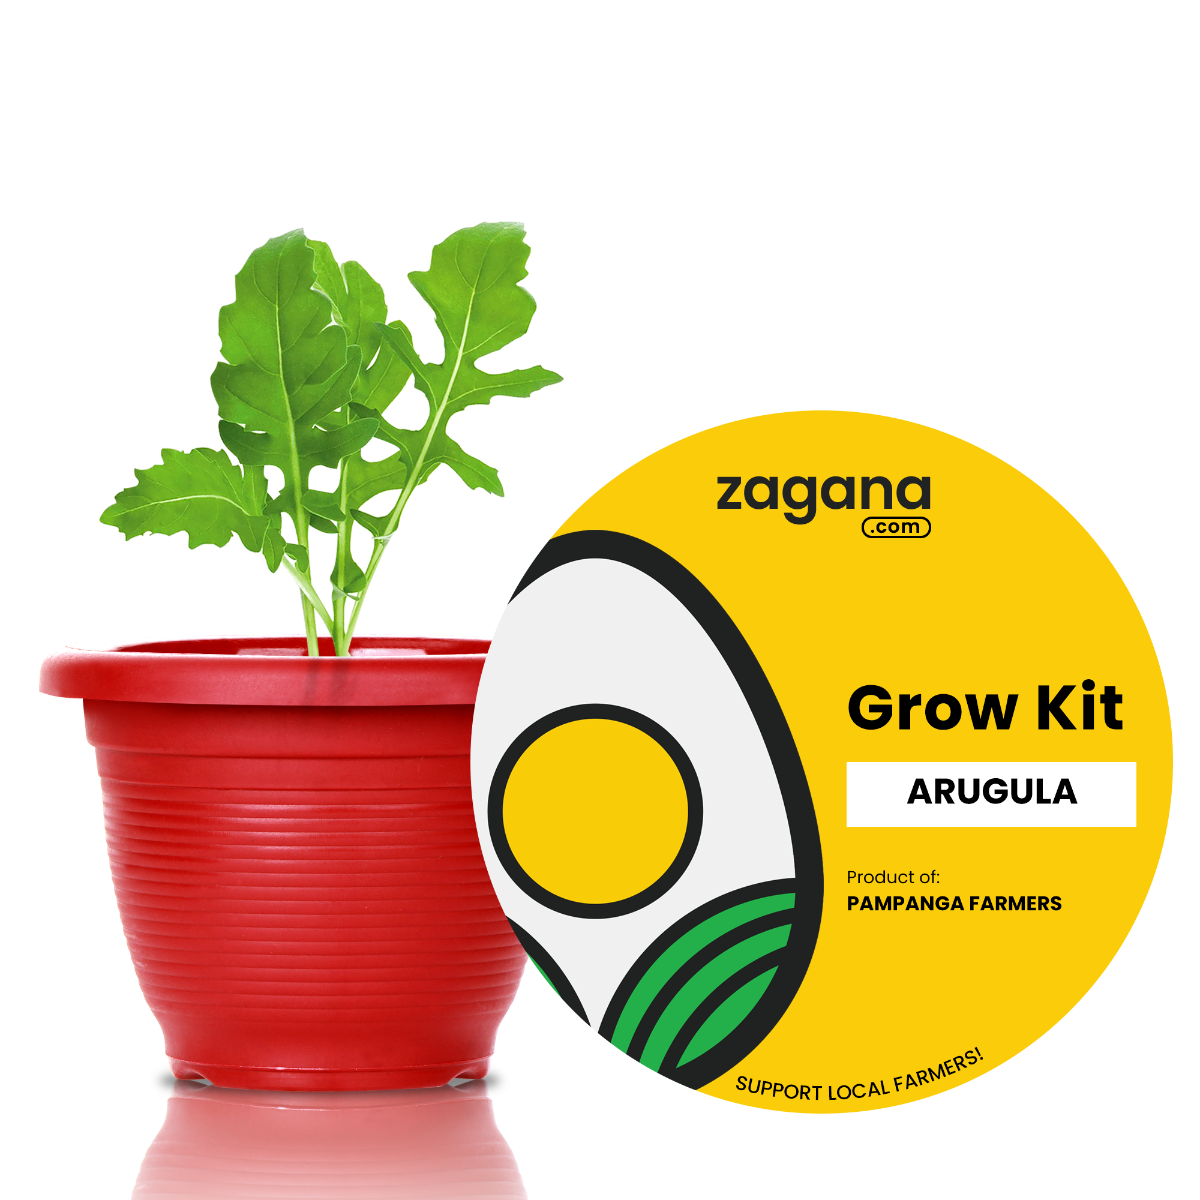 zagana
.com
Grow Kit
ARUGULA
Product of:
PAMPANGA FARMERS
SUPPORT LOCAL FARMERS!